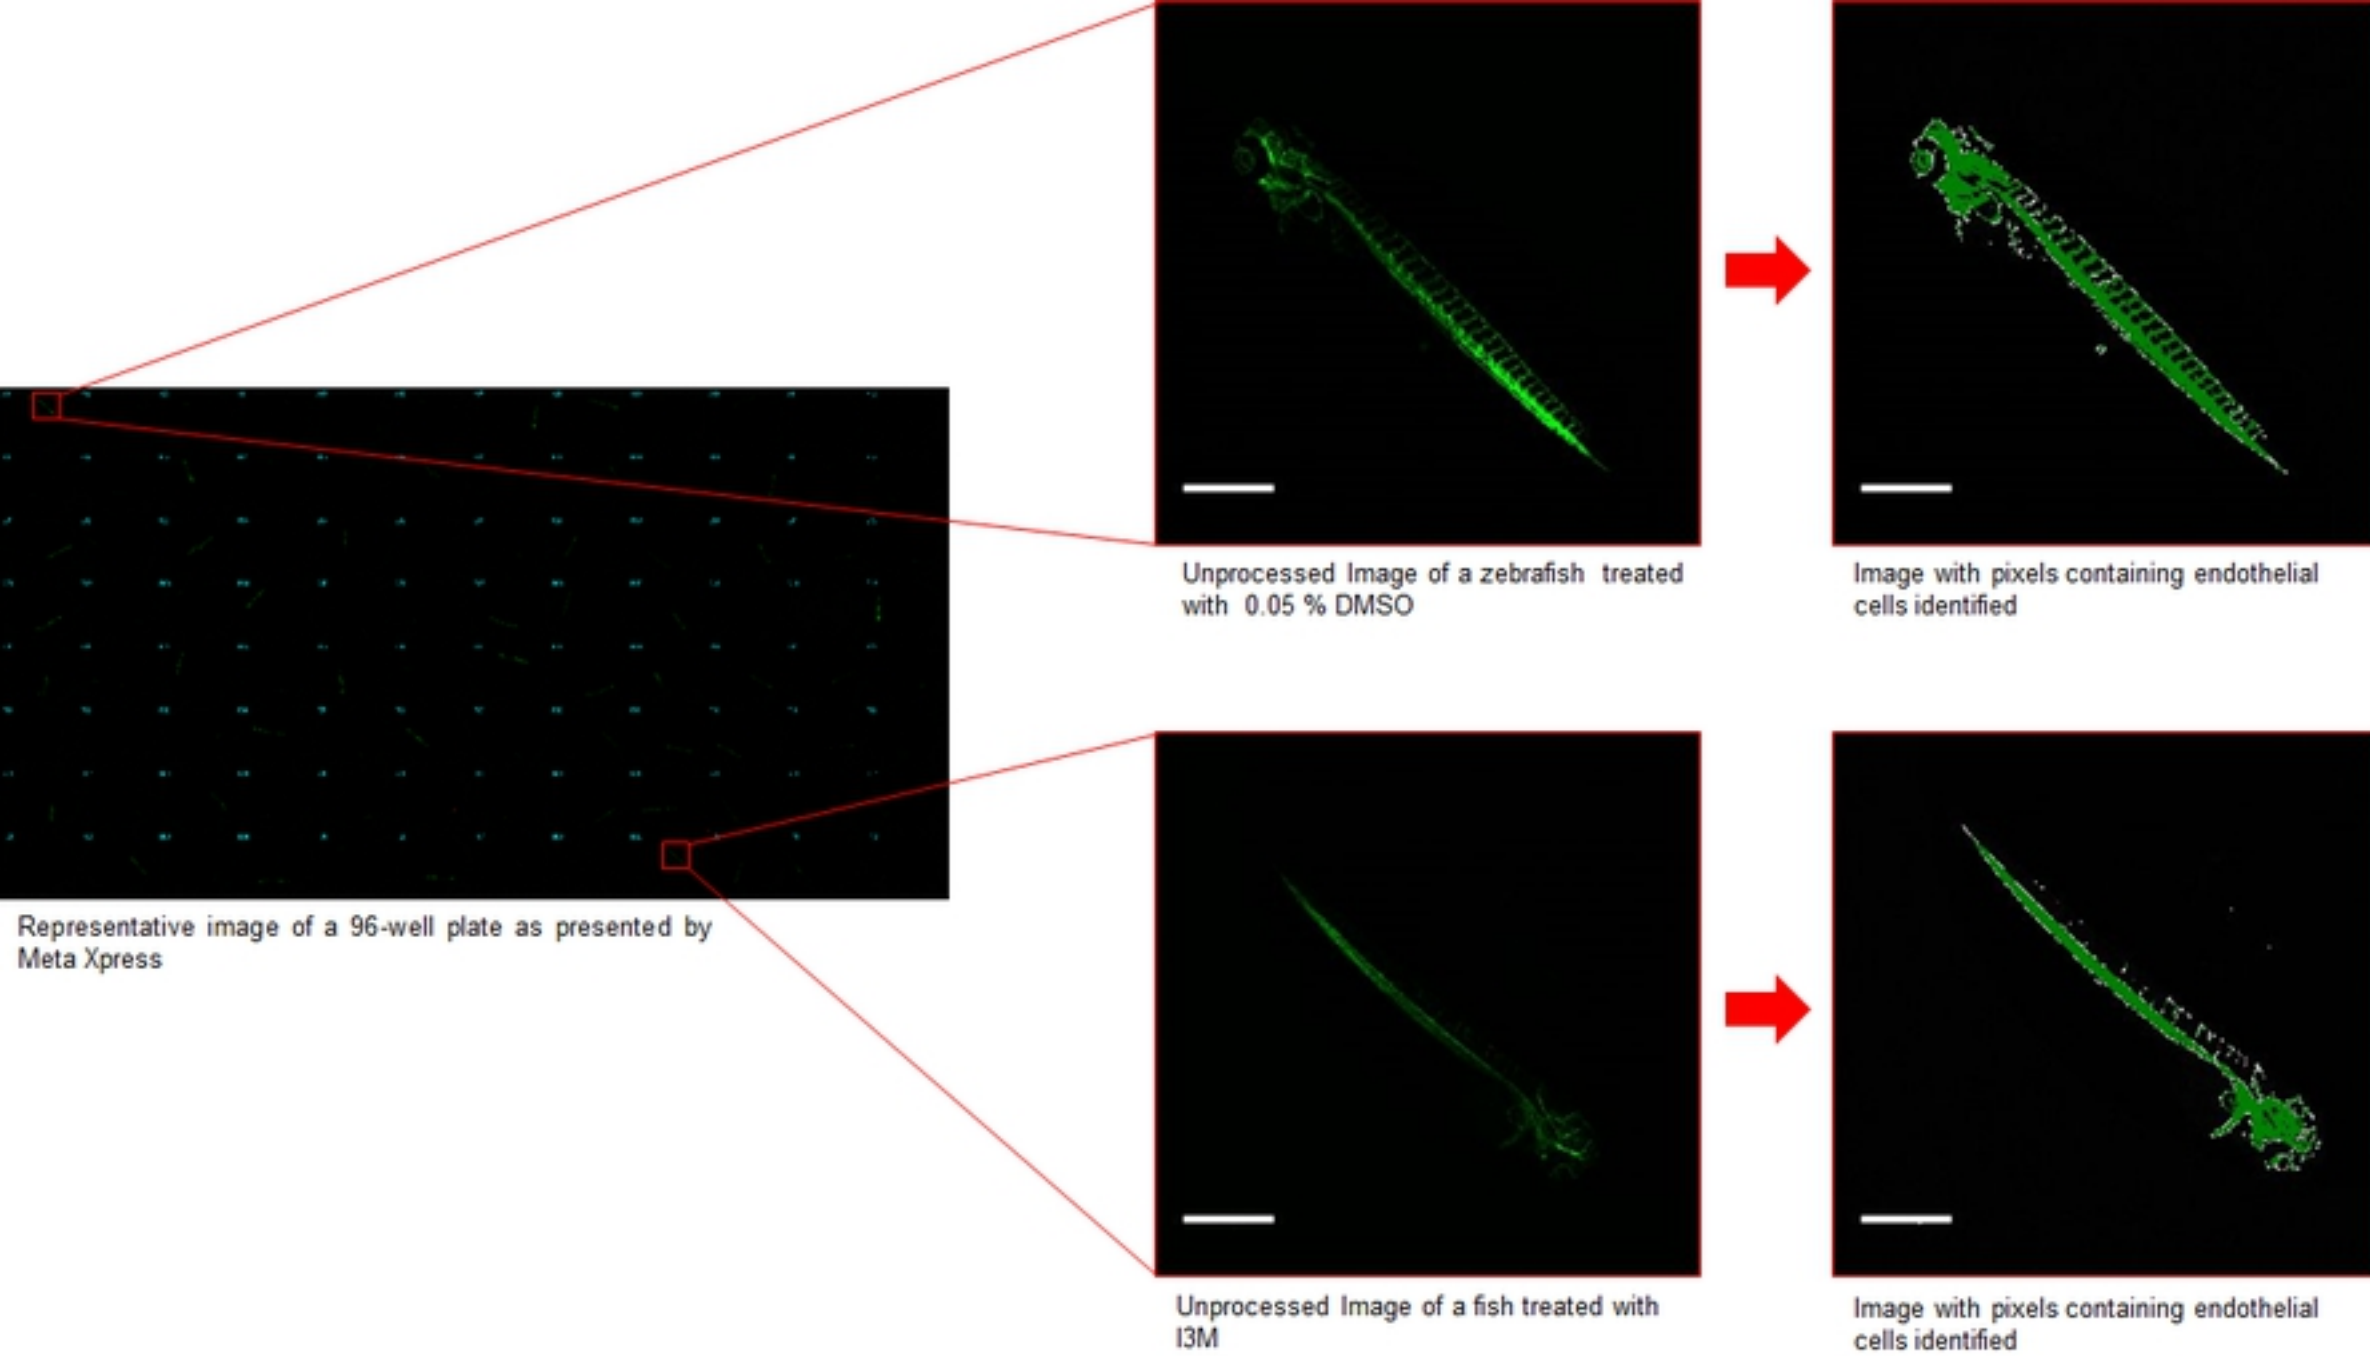 Unprocessed Image of a zebrafish treated
with 0.05 % DMSO
Image with pixels containing endothelial
cells identified
Representative image of a 96-well plate as presented by
Meta Xpress
Unprocessed Image of a fish treated with
I3M
Image with pixels containing endothelial
cells identified